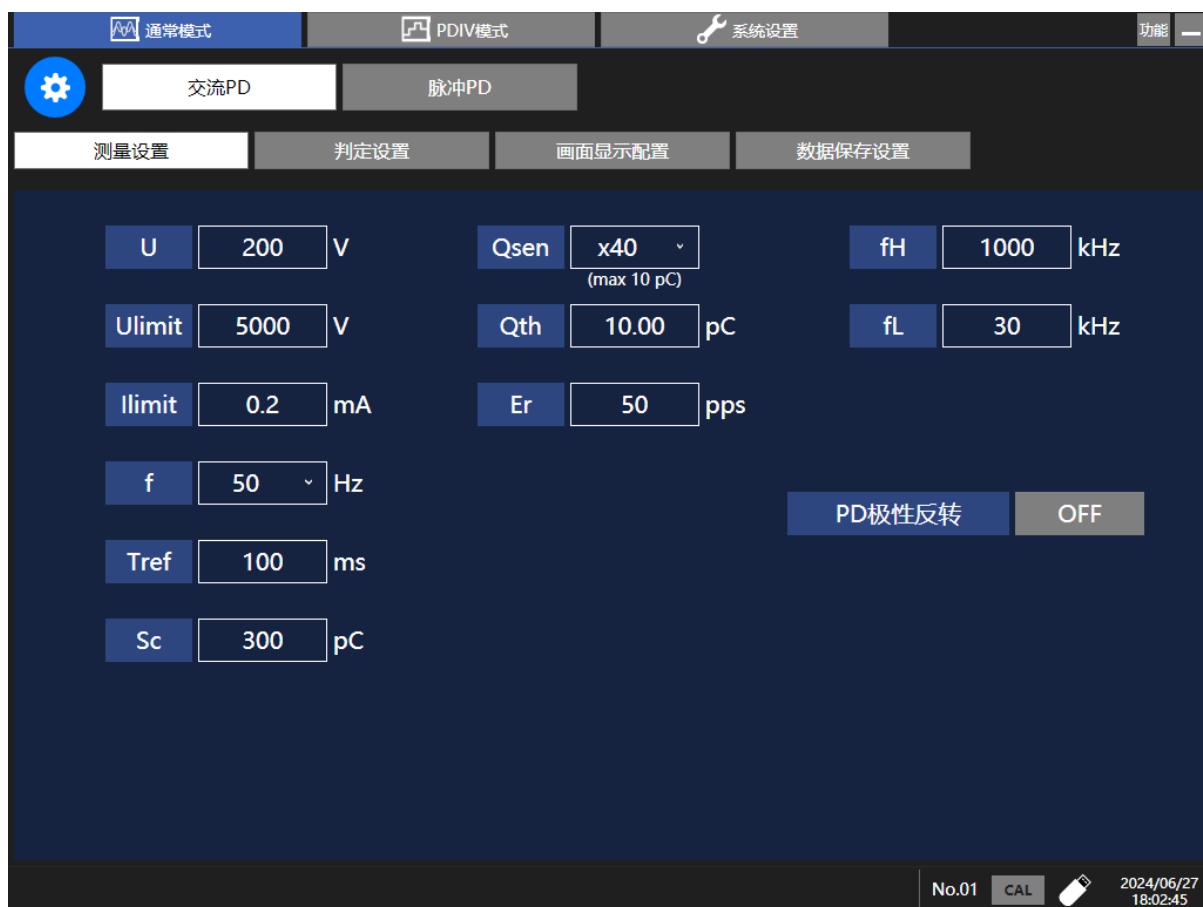 通常模式 PDIV模式 系统设置 功能
交流PD 脉冲PD
测量设置 判定设置 画面显示配置 数据保存设置
U 200 V Qsen x40 fH 1000 kHz
(max 10 pC)
Ulimit 5000 V Qth 10.00 pC fL 30 kHz
Ilimit 0.2 mA Er 50 pps
f 50 Hz
PD极性反转 OFF
Tref 100 ms
Sc 300 pC
No.01 CAL 2024/06/27
18:02:45